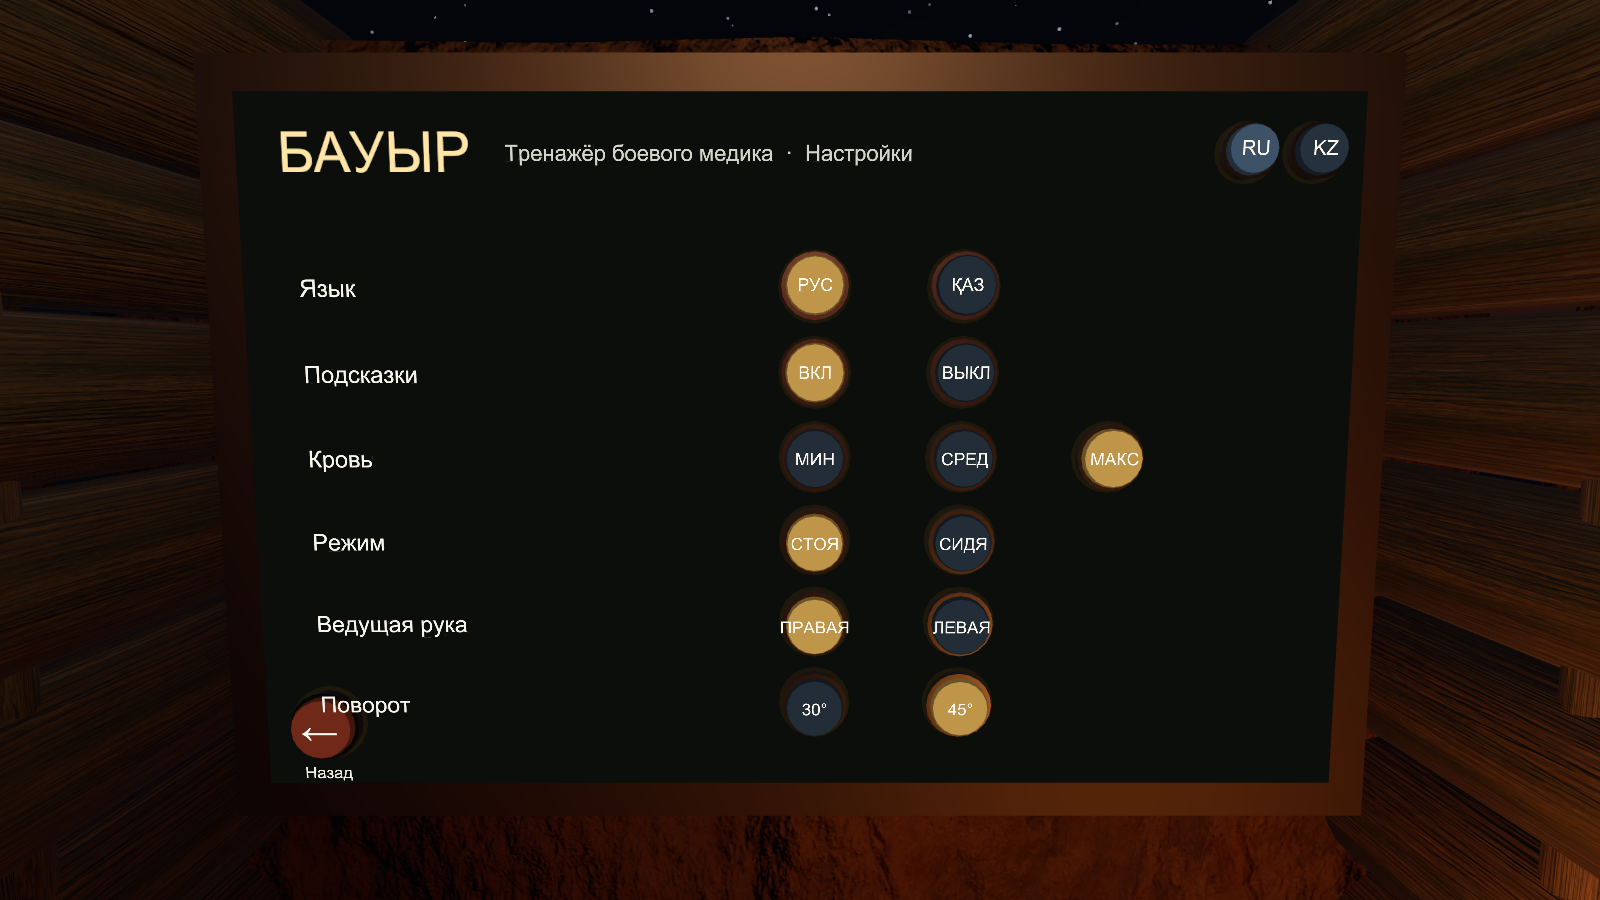 БАУЫР Тренажёр боевого медика · Настройки RU KZ
Язык РУС ҚАЗ
Подсказки ВКЛ ВЫКЛ
Кровь МИН СРЕД МАКС
Режим СТОЯ СИДЯ
Ведущая рука ПРАВАЯ ЛЕВАЯ
Поворот 30° 45°
←
Назад